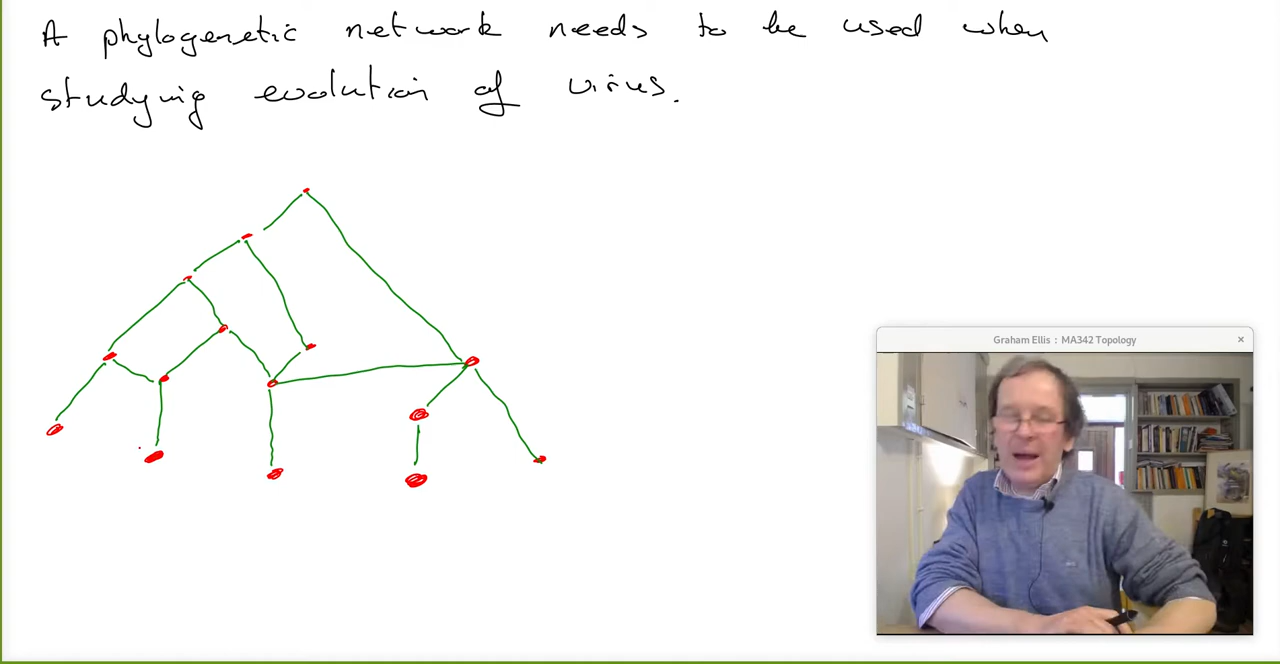 A phylogenetic network needs to be used when
studying evolution of virus.
Graham Ellis : MA342 Topology